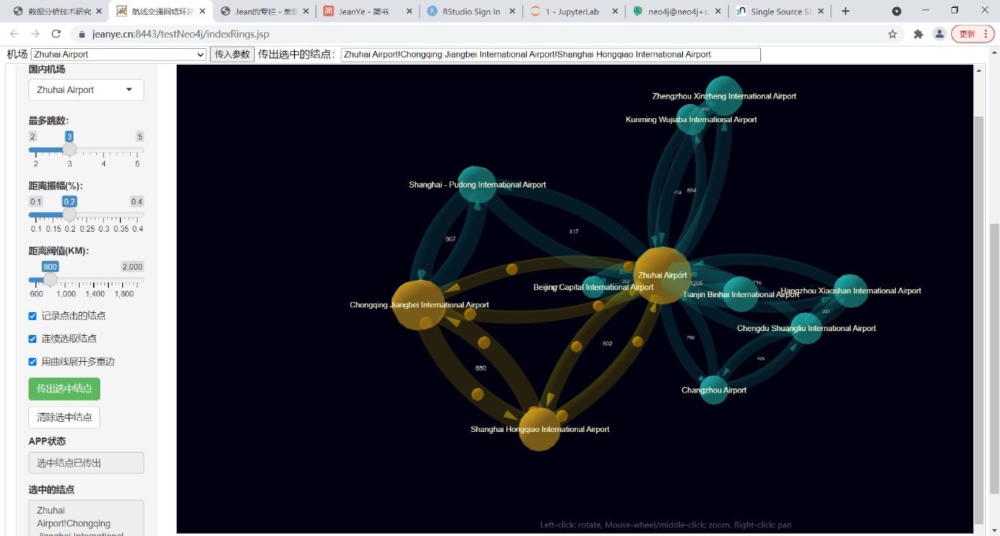 数据分析技术研究
航线交通网络环路
Jean的专栏 - 美
JeanYe - 简书
RStudio Sign In
1 - JupyterLab
neo4j@neo4j+s
Single Source Sh
jeanye.cn:8443/testNeo4j/indexRings.jsp
更新
机场 Zhuhai Airport 传入参数 传出选中的结点: Zhuhai Airport!Chongqing Jiangbei International Airport!Shanghai Hongqiao International Airport
国内机场
Zhuhai Airport
最多跳数:
2 3 5
2 3 4 5
距离振幅(%):
0.1 0.2 0.4
0.1 0.15 0.2 0.25 0.3 0.35 0.4
距离阀值(KM):
800 2,000
600 1,000 1,400 1,800
记录点击的结点
连续选取结点
用曲线展开多重边
传出选中结点
清除选中结点
APP状态
选中结点已传出
选中的结点
Zhuhai
Airport!Chongqing
Jiangbei International
Zhengzhou Xinzheng International Airport
Kunming Wujiaba International Airport
864
Shanghai - Pudong International Airport
817
907
Zhuhai Airport
Beijing Capital International Airport
1295
Tianjin Binhai International Airport
716
Hangzhou Xiaoshan International Airport
Chongqing Jiangbei International Airport
981
Chengdu Shuangliu International Airport
789
802
880
Changzhou Airport
Shanghai Hongqiao International Airport
Left-click: rotate, Mouse-wheel/middle-click: zoom, Right-click: pan